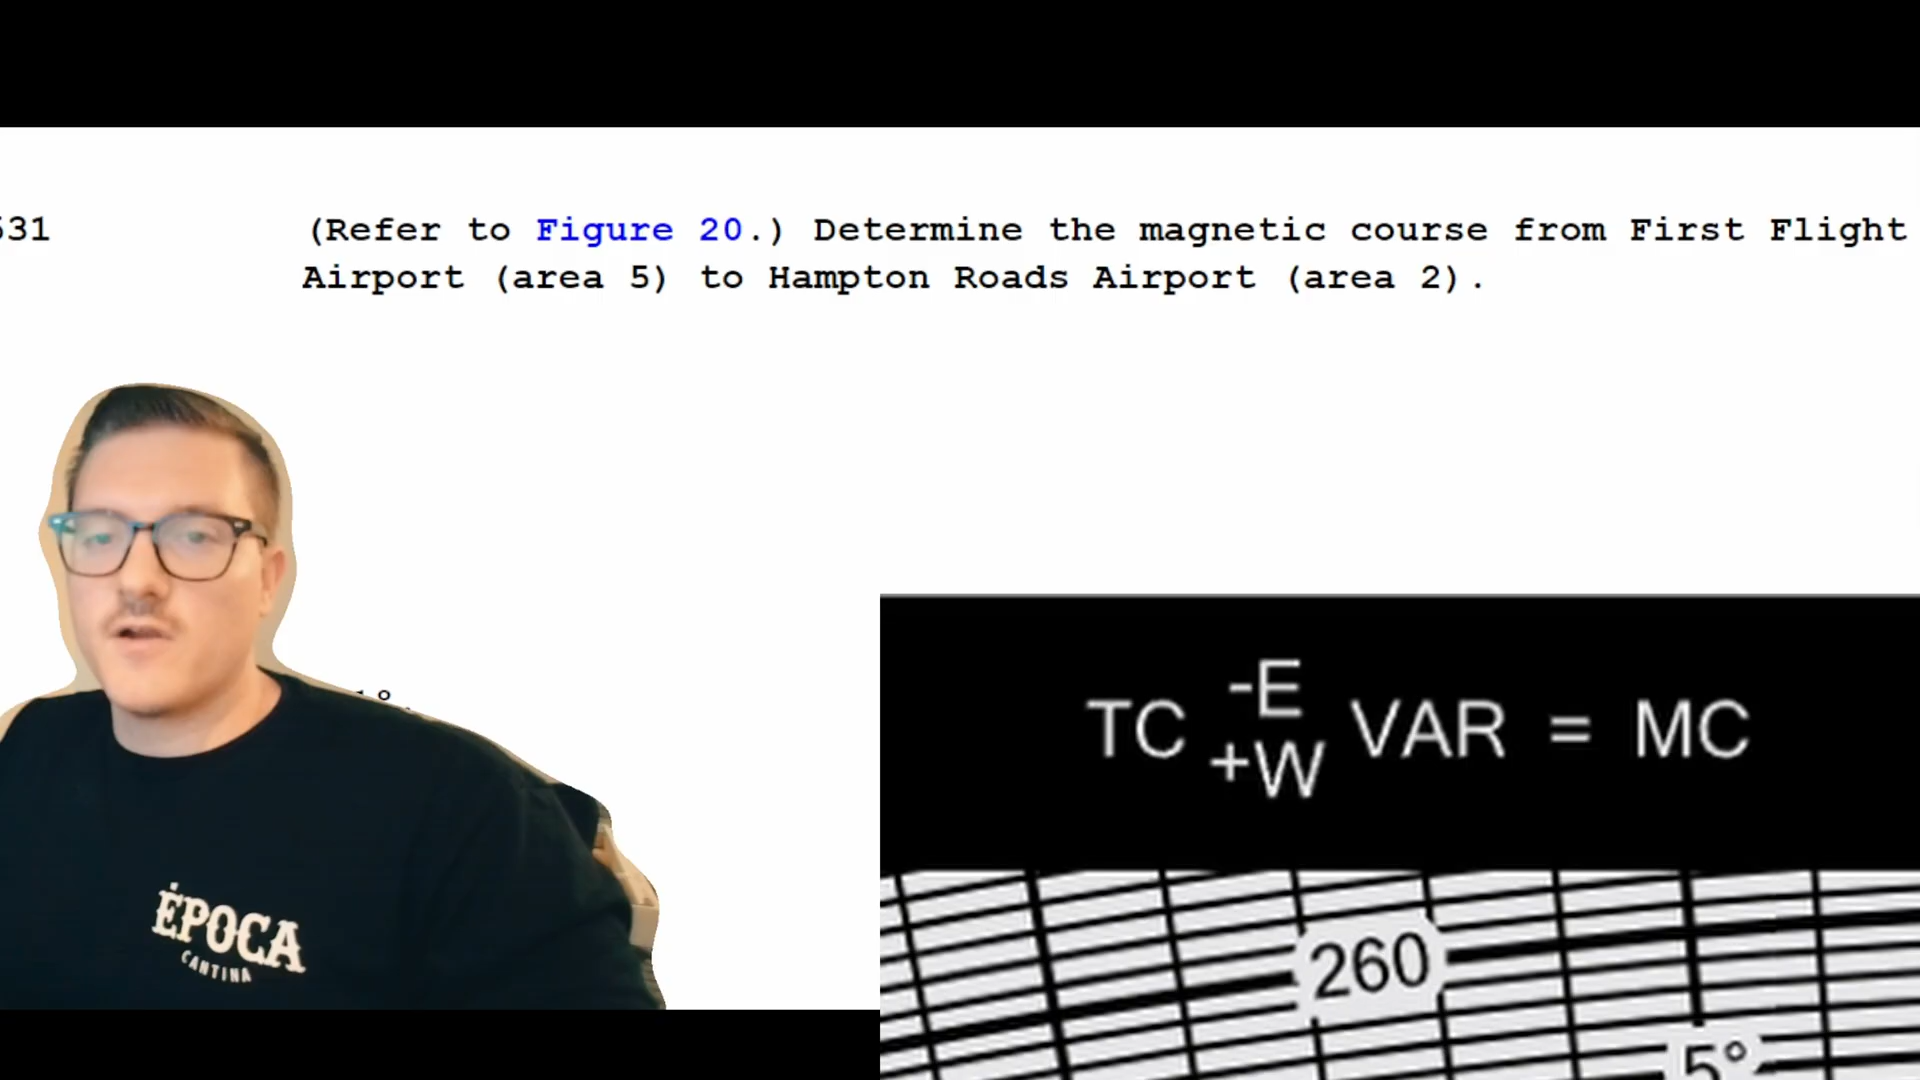 531 (Refer to Figure 20.) Determine the magnetic course from First Flight
Airport (area 5) to Hampton Roads Airport (area 2).
ÉPOCA
CANTINA
-E
TC VAR = MC
+W
260
5°